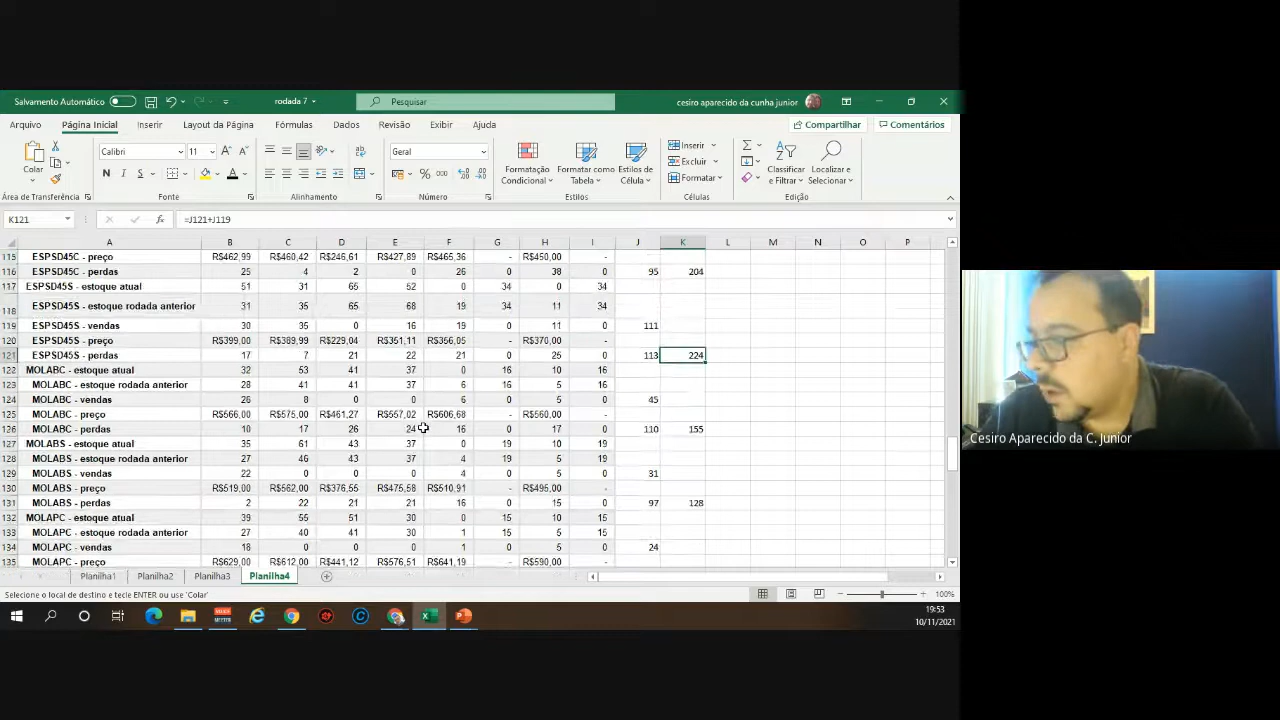 Salvamento Automático
rodada 7
Pesquisar
cesiro aparecido da cunha junior
Arquivo Página Inicial Inserir Layout da Página Fórmulas Dados Revisão Exibir Ajuda
Compartilhar Comentários
Colar
Calibri 11
N I S
Geral
Formatação Condicional
Formatar como Tabela
Estilos de Célula
Inserir
Excluir
Formatar
Classificar e Filtrar
Localizar e Selecionar
Área de Transferência Fonte Alinhamento Número Estilos Células Edição
K121 =J121+J119
A B C D E F G H I J K L M N O P
115 ESPSD45C - preço R$462,99 R$460,42 R$246,61 R$427,89 R$465,36 - R$450,00 -
116 ESPSD45C - perdas 25 4 2 0 26 0 38 0 95 204
117 ESPSD45S - estoque atual 51 31 65 52 0 34 0 34
118 ESPSD45S - estoque rodada anterior 31 35 65 68 19 34 11 34
119 ESPSD45S - vendas 30 35 0 16 19 0 11 0 111
120 ESPSD45S - preço R$399,00 R$389,99 R$229,04 R$351,11 R$366,05 - R$370,00 -
121 ESPSD45S - perdas 17 7 21 22 21 0 25 0 113 224
122 MOLABC - estoque atual 32 53 41 37 0 16 10 16
123 MOLABC - estoque rodada anterior 28 8 41 37 6 16 5 16
124 MOLABC - vendas 26 8 0 0 6 0 5 0 45
125 MOLABC - preço R$566,00 R$575,00 R$461,27 R$557,02 R$606,68 - R$560,00 -
126 MOLABC - perdas 10 17 26 24 16 0 17 0 110 155
127 MOLABS - estoque atual 35 61 43 37 0 19 10 19
128 MOLABS - estoque rodada anterior 27 46 43 37 4 19 5 19
129 MOLABS - vendas 22 0 0 0 4 0 5 0 31
130 MOLABS - preço R$519,00 R$562,00 R$376,55 R$475,58 R$510,91 - R$495,00 -
131 MOLABS - perdas 2 22 21 21 16 0 15 0 97 128
132 MOLAPC - estoque atual 39 55 51 30 0 15 10 15
133 MOLAPC - estoque rodada anterior 27 40 41 30 1 15 5 15
134 MOLAPC - vendas 18 0 0 0 1 0 5 0 24
135 MOLAPC - preço R$629,00 R$612,00 R$441,12 R$576,51 R$641,19 - R$590,00 -
Planilha1 Planilha2 Planilha3 Planilha4
Selecione o local de destino e tecle ENTER ou use 'Colar'
100%
19:53
10/11/2021
Cesiro Aparecido da C. Junior